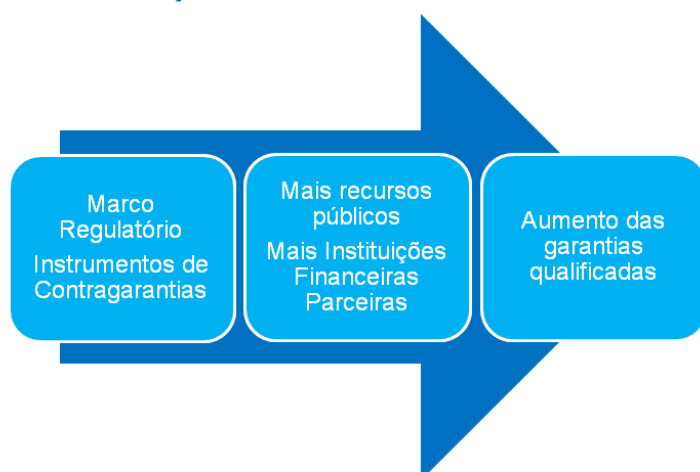 Marco
Regulatório
Instrumentos de
Contragarantias
Mais recursos
públicos
Mais Instituições
Financeiras
Parceiras
Aumento das
garantias
qualificadas